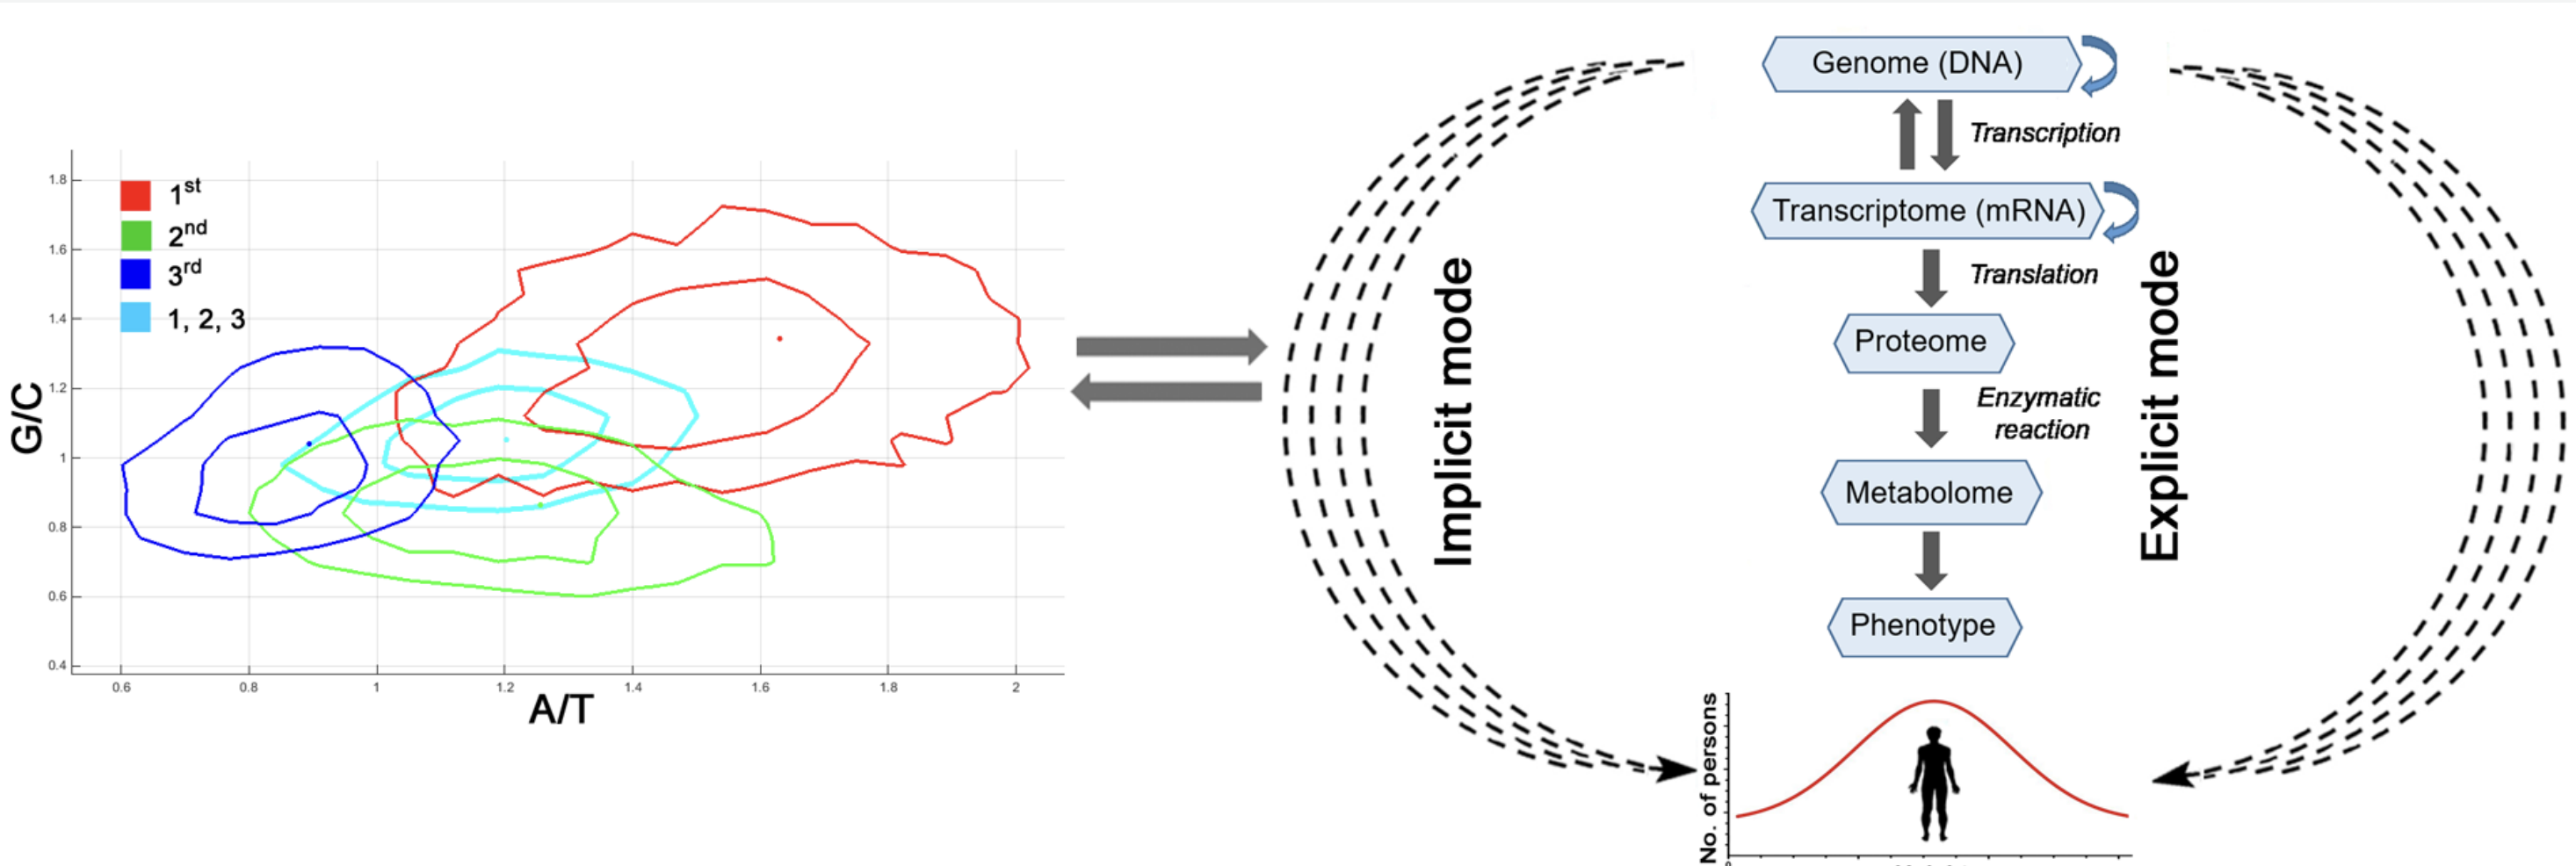 G/C
1.8
1.6
1.4
1.2
1
0.8
0.6
0.4
1st
2nd
3rd
1, 2, 3
0.6 0.8 1 1.2 1.4 1.6 1.8 2
A/T
Implicit mode
Genome (DNA)
Transcription
Transcriptome (mRNA)
Translation
Proteome
Enzymatic
reaction
Metabolome
Phenotype
Explicit mode
No. of persons